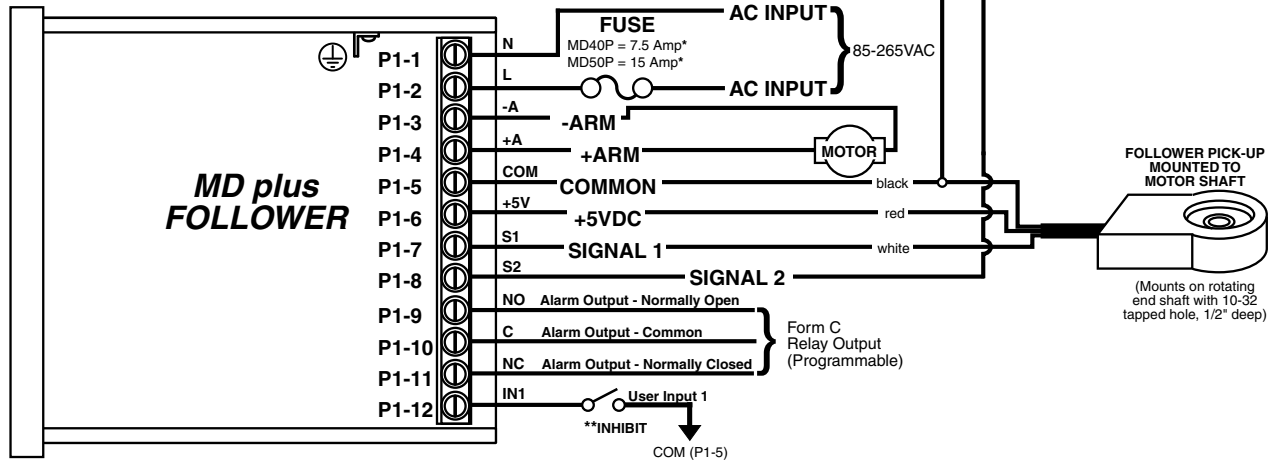 MD plus
FOLLOWER
P1-1
P1-2
P1-3
P1-4
P1-5
P1-6
P1-7
P1-8
P1-9
P1-10
P1-11
P1-12
N
L
-A
+A
COM
+5V
S1
S2
NO
C
NC
IN1
FUSE
MD40P = 7.5 Amp*
MD50P = 15 Amp*
AC INPUT
AC INPUT
85-265VAC
-ARM
+ARM
MOTOR
COMMON
black
+5VDC
red
SIGNAL 1
white
SIGNAL 2
Alarm Output - Normally Open
Alarm Output - Common
Alarm Output - Normally Closed
Form C
Relay Output
(Programmable)
User Input 1
**INHIBIT
COM (P1-5)
FOLLOWER PICK-UP
MOUNTED TO
MOTOR SHAFT
(Mounts on rotating
end shaft with 10-32
tapped hole, 1/2" deep)